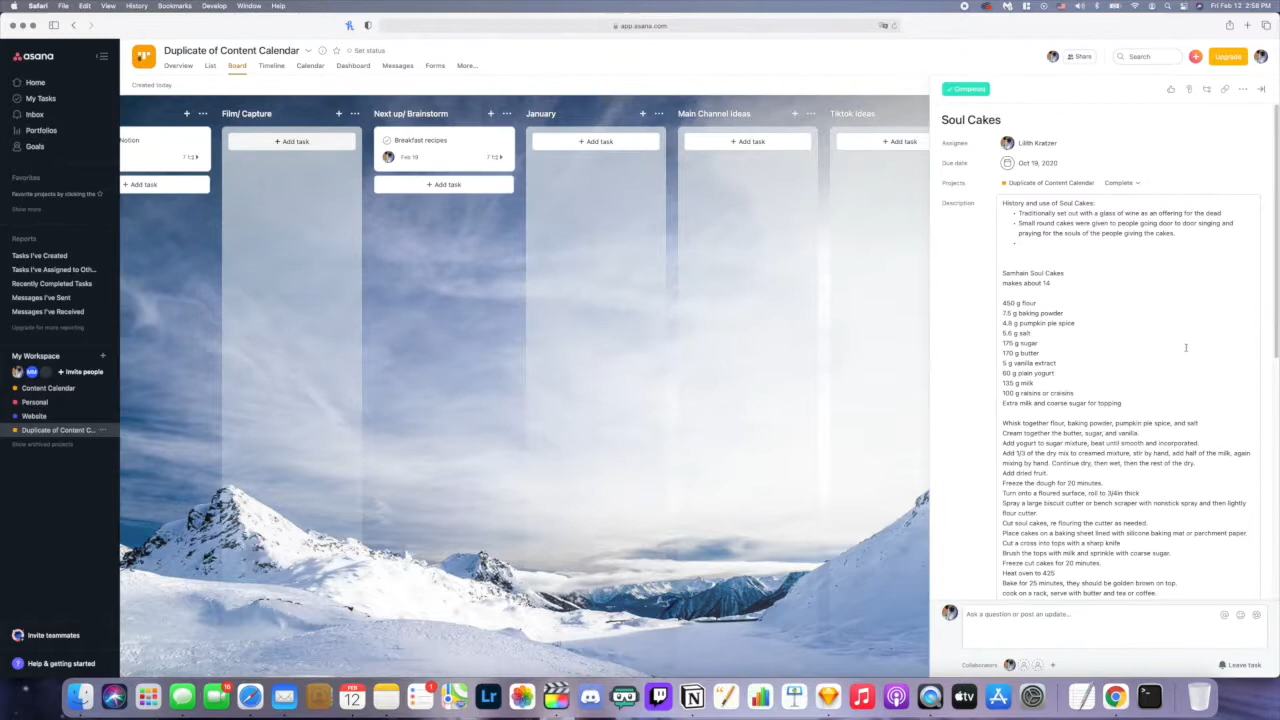 Safari File Edit View History Bookmarks Develop Window Help
Fri Feb 12 2:58 PM
app.asana.com
asana
Home
My Tasks
Inbox
Portfolios
Goals
Favorites
Favorite projects by clicking the
Show more
Reports
Tasks I've Created
Tasks I've Assigned to Oth...
Recently Completed Tasks
Messages I've Sent
Messages I've Received
Upgrade for more reporting
My Workspace
MM
Invite people
Content Calendar
Personal
Website
Duplicate of Content C...
Show archived projects
Invite teammates
? Help & getting started
Duplicate of Content Calendar
Set status
Overview List Board Timeline Calendar Dashboard Messages Forms More...
Share
Search
Upgrade
Created today
Notion
7
+ Add task
Film/ Capture
+ Add task
Next up/ Brainstorm
Breakfast recipes
Feb 19
7
+ Add task
January
+ Add task
Main Channel Ideas
+ Add task
Tiktok Ideas
+ Add task
✓ Completed
Soul Cakes
Assignee Lilith Kratzer
Due date Oct 19, 2020
Projects Duplicate of Content Calendar Complete
Description
History and use of Soul Cakes:
• Traditionally set out with a glass of wine as an offering for the dead
• Small round cakes were given to people going door to door singing and
praying for the souls of the people giving the cakes.
•
Samhain Soul Cakes
makes about 14
450 g flour
7.5 g baking powder
4.8 g pumpkin pie spice
5.6 g salt
175 g sugar
170 g butter
5 g vanilla extract
60 g plain yogurt
135 g milk
100 g raisins or craisins
Extra milk and coarse sugar for topping
Whisk together flour, baking powder, pumpkin pie spice, and salt
Cream together the butter, sugar, and vanilla.
Add yogurt to sugar mixture, beat until smooth and incorporated.
Add 1/3 of the dry mix to creamed mixture, stir by hand, add half of the milk, again
mixing by hand. Continue dry, then wet, then the rest of the dry.
Add dried fruit.
Freeze the dough for 20 minutes.
Turn onto a floured surface, roll to 3/4in thick
Spray a large biscuit cutter or bench scraper with nonstick spray and then lightly
flour cutter.
Cut soul cakes, re flouring the cutter as needed.
Place cakes on a baking sheet lined with silicone baking mat or parchment paper.
Cut a cross into tops with a sharp knife
Brush the tops with milk and sprinkle with coarse sugar.
Freeze cut cakes for 20 minutes.
Heat oven to 425
Bake for 25 minutes, they should be golden brown on top.
cook on a rack, serve with butter and tea or coffee.
Ask a question or post an update...
Collaborators
Leave task
16
FEB
12
1
Lr
tv